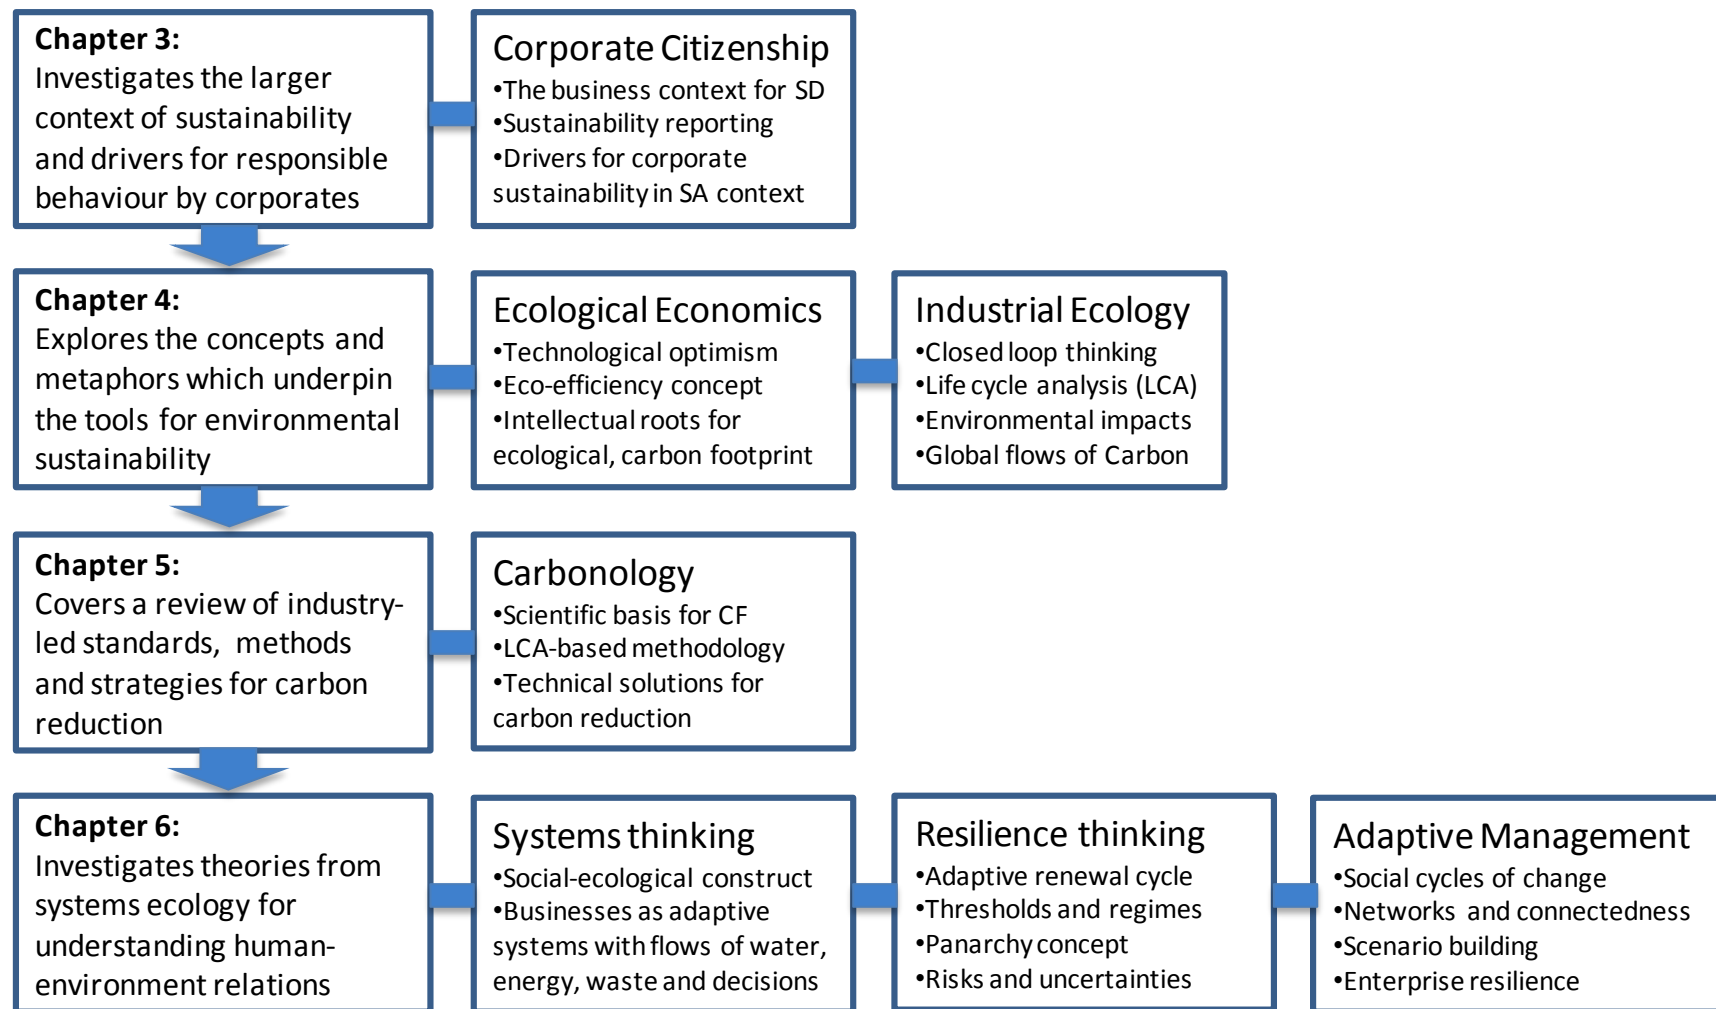 Chapter 3:
Investigates the larger
context of sustainability
and drivers for responsible
behaviour by corporates
Corporate Citizenship
•The business context for SD
•Sustainability reporting
•Drivers for corporate
sustainability in SA context
Chapter 4:
Explores the concepts and
metaphors which underpin
the tools for environmental
sustainability
Ecological Economics
•Technological optimism
•Eco-efficiency concept
•Intellectual roots for
ecological, carbon footprint
Industrial Ecology
•Closed loop thinking
•Life cycle analysis (LCA)
•Environmental impacts
•Global flows of Carbon
Chapter 5:
Covers a review of industry-
led standards, methods
and strategies for carbon
reduction
Carbonology
•Scientific basis for CF
•LCA-based methodology
•Technical solutions for
carbon reduction
Chapter 6:
Investigates theories from
systems ecology for
understanding human-
environment relations
Systems thinking
•Social-ecological construct
•Businesses as adaptive
systems with flows of water,
energy, waste and decisions
Resilience thinking
•Adaptive renewal cycle
•Thresholds and regimes
•Panarchy concept
•Risks and uncertainties
Adaptive Management
•Social cycles of change
•Networks and connectedness
•Scenario building
•Enterprise resilience